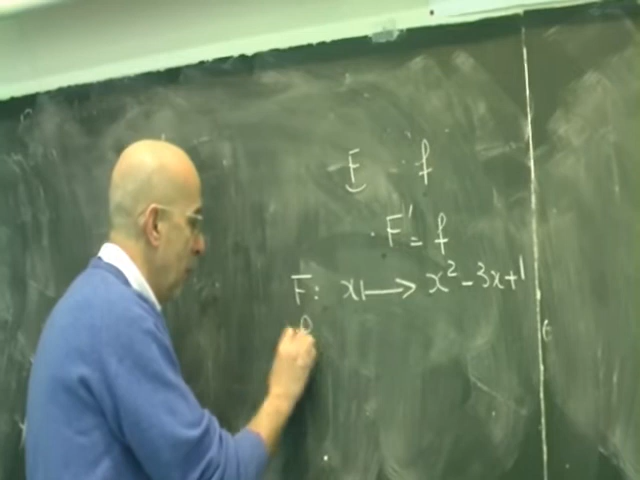 F f
F' = f
F: x ⟼ x² - 3x + 1